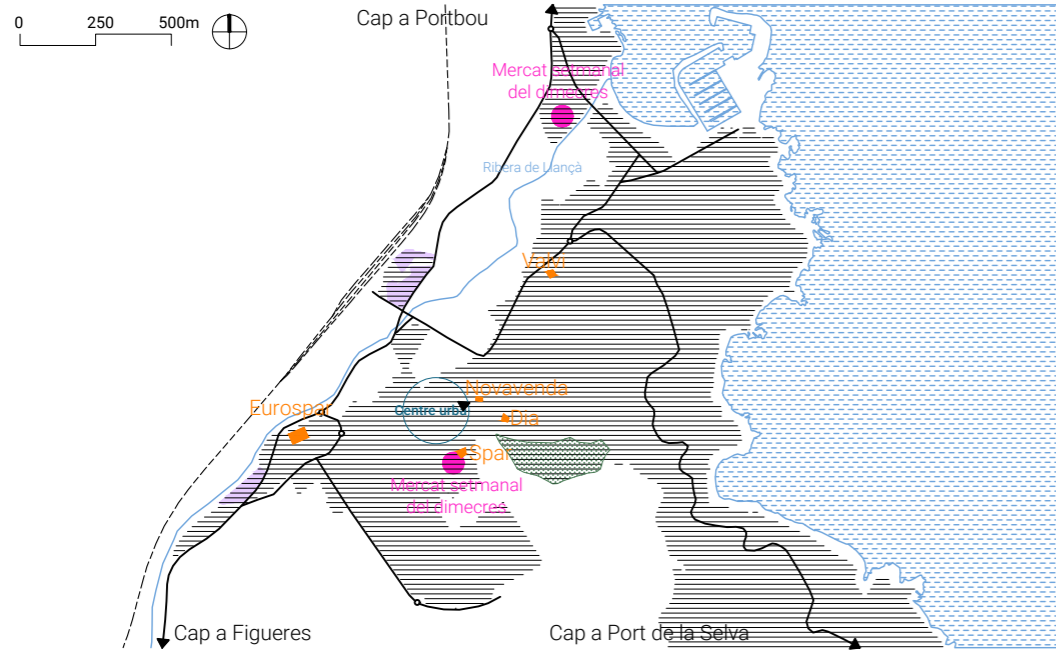 Cap a Portbou
0 250 500m
Mercat setmanal
del dimecres
Ribera de Llançà
Valvi
Novavenda
Eurospar
Centre urbà
Dia
Spar
Mercat setmanal
del dimecres
Cap a Figueres
Cap a Port de la Selva